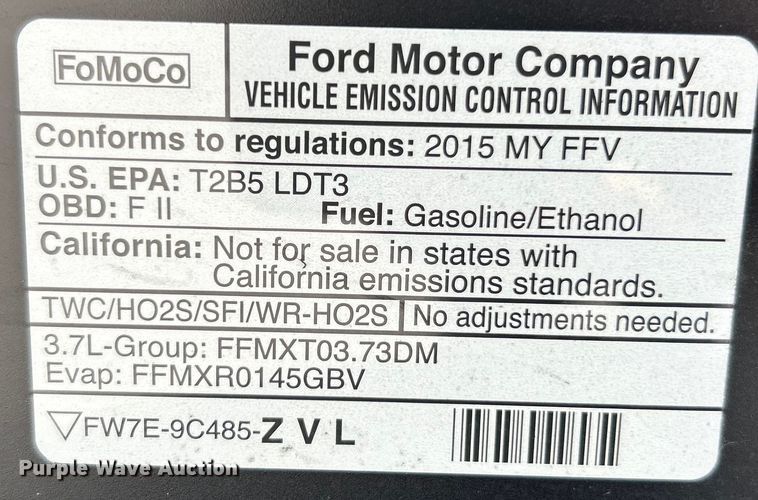 FoMoCo
Ford Motor Company
VEHICLE EMISSION CONTROL INFORMATION
Conforms to regulations: 2015 MY FFV
U.S. EPA: T2B5 LDT3
OBD: F II Fuel: Gasoline/Ethanol
California: Not for sale in states with
California emissions standards.
TWC/HO2S/SFI/WR-HO2S No adjustments needed.
3.7L-Group: FFMXT03.73DM
Evap: FFMXR0145GBV
FW7E-9C485-Z V L
Purple Wave Auction